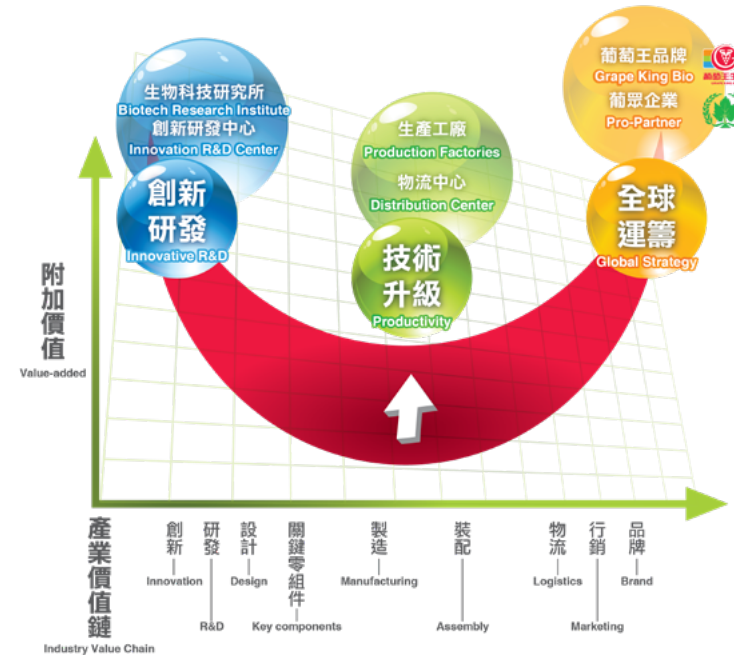 生物科技研究所
Biotech Research Institute
創新研發中心
Innovation R&D Center
創新
研發
Innovative R&D
生產工廠
Production Factories
物流中心
Distribution Center
技術
升級
Productivity
葡萄王品牌
Grape King Bio
葡眾企業
Pro-Partner
全球
運籌
Global Strategy
附加價值
Value-added
產業價值鏈
Industry Value Chain
創新
Innovation
研發
R&D
設計
Design
關鍵零組件
Key components
製造
Manufacturing
裝配
Assembly
物流
Logistics
行銷
Marketing
品牌
Brand